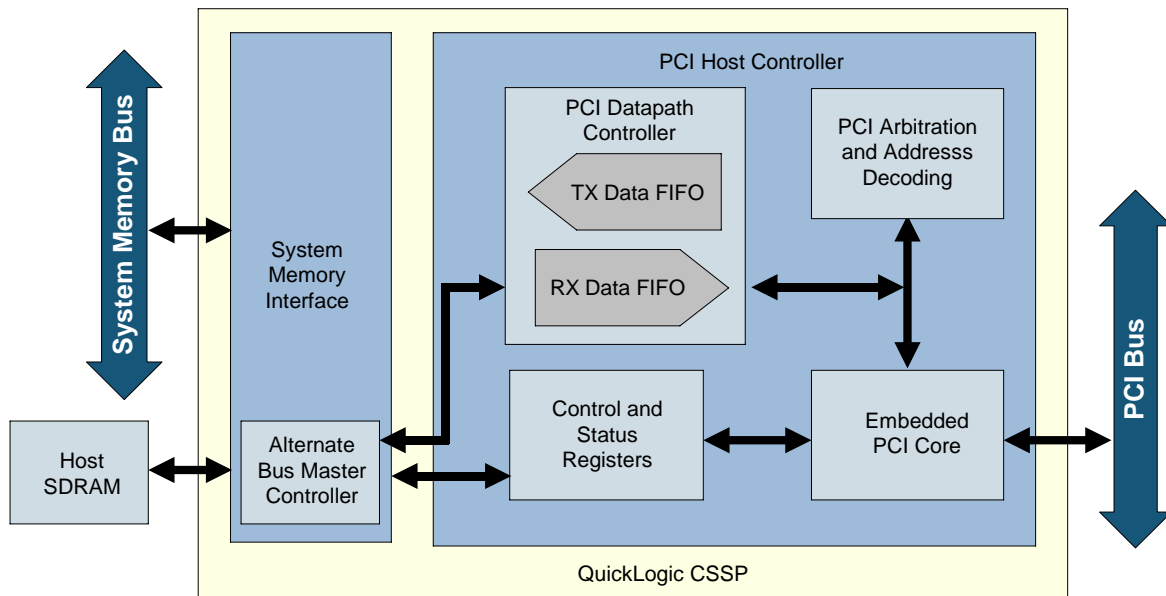 System Memory Bus
Host
SDRAM
System
Memory
Interface
Alternate
Bus Master
Controller
PCI Host Controller
PCI Datapath
Controller
TX Data FIFO
RX Data FIFO
PCI Arbitration
and Addresss
Decoding
Control and
Status
Registers
Embedded
PCI Core
PCI Bus
QuickLogic CSSP